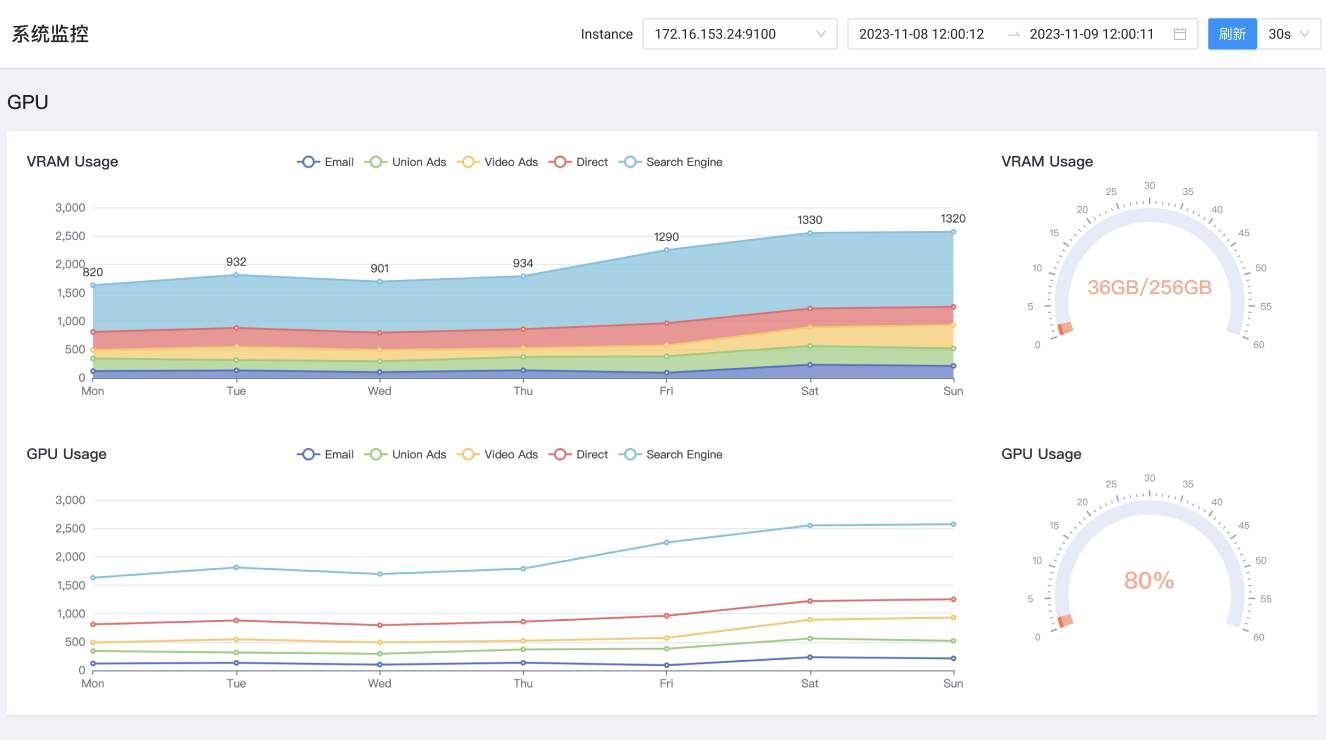 系统监控
Instance 172.16.153.24:9100 2023-11-08 12:00:12 → 2023-11-09 12:00:11 刷新 30s
GPU
VRAM Usage
Email Union Ads Video Ads Direct Search Engine
3,000
2,500
2,000
1,500
1,000
500
0
820 932 901 934 1290 1330 1320
Mon Tue Wed Thu Fri Sat Sun
VRAM Usage
0 5 10 15 20 25 30 35 40 45 50 55 60
36GB/256GB
GPU Usage
Email Union Ads Video Ads Direct Search Engine
3,000
2,500
2,000
1,500
1,000
500
0
Mon Tue Wed Thu Fri Sat Sun
GPU Usage
0 5 10 15 20 25 30 35 40 45 50 55 60
80%